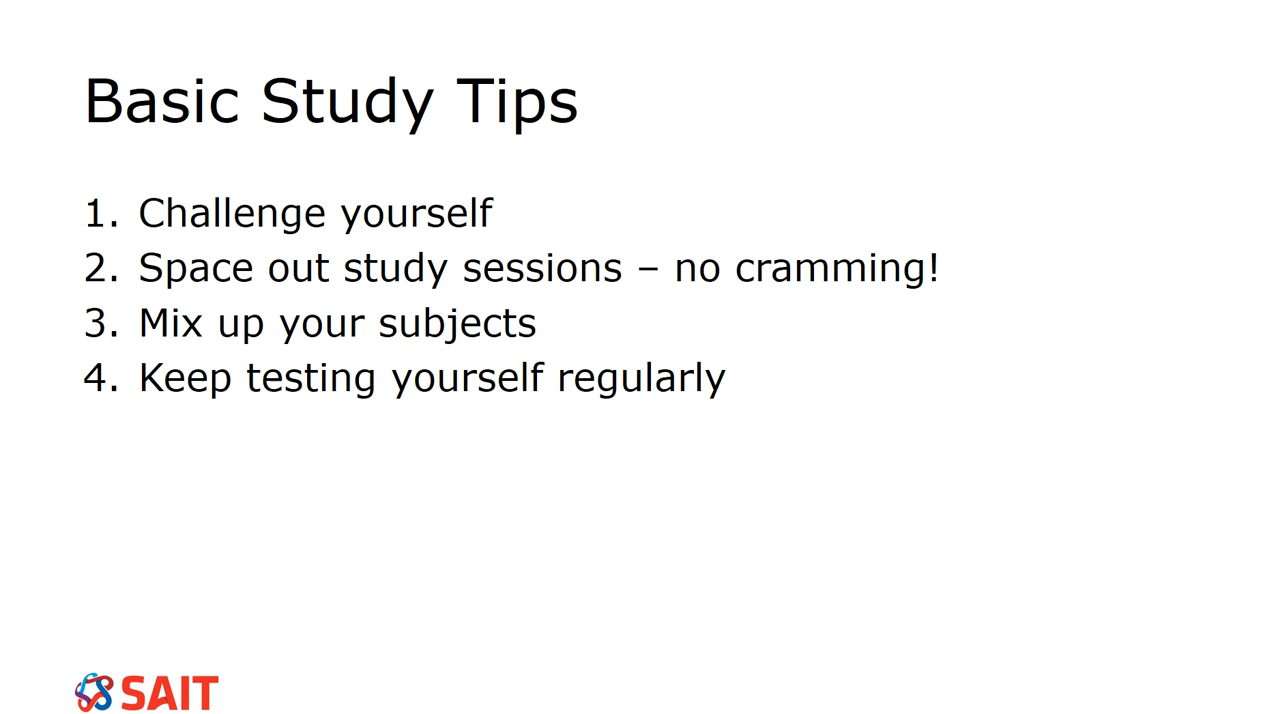 Basic Study Tips
1. Challenge yourself
2. Space out study sessions – no cramming!
3. Mix up your subjects
4. Keep testing yourself regularly
SAIT